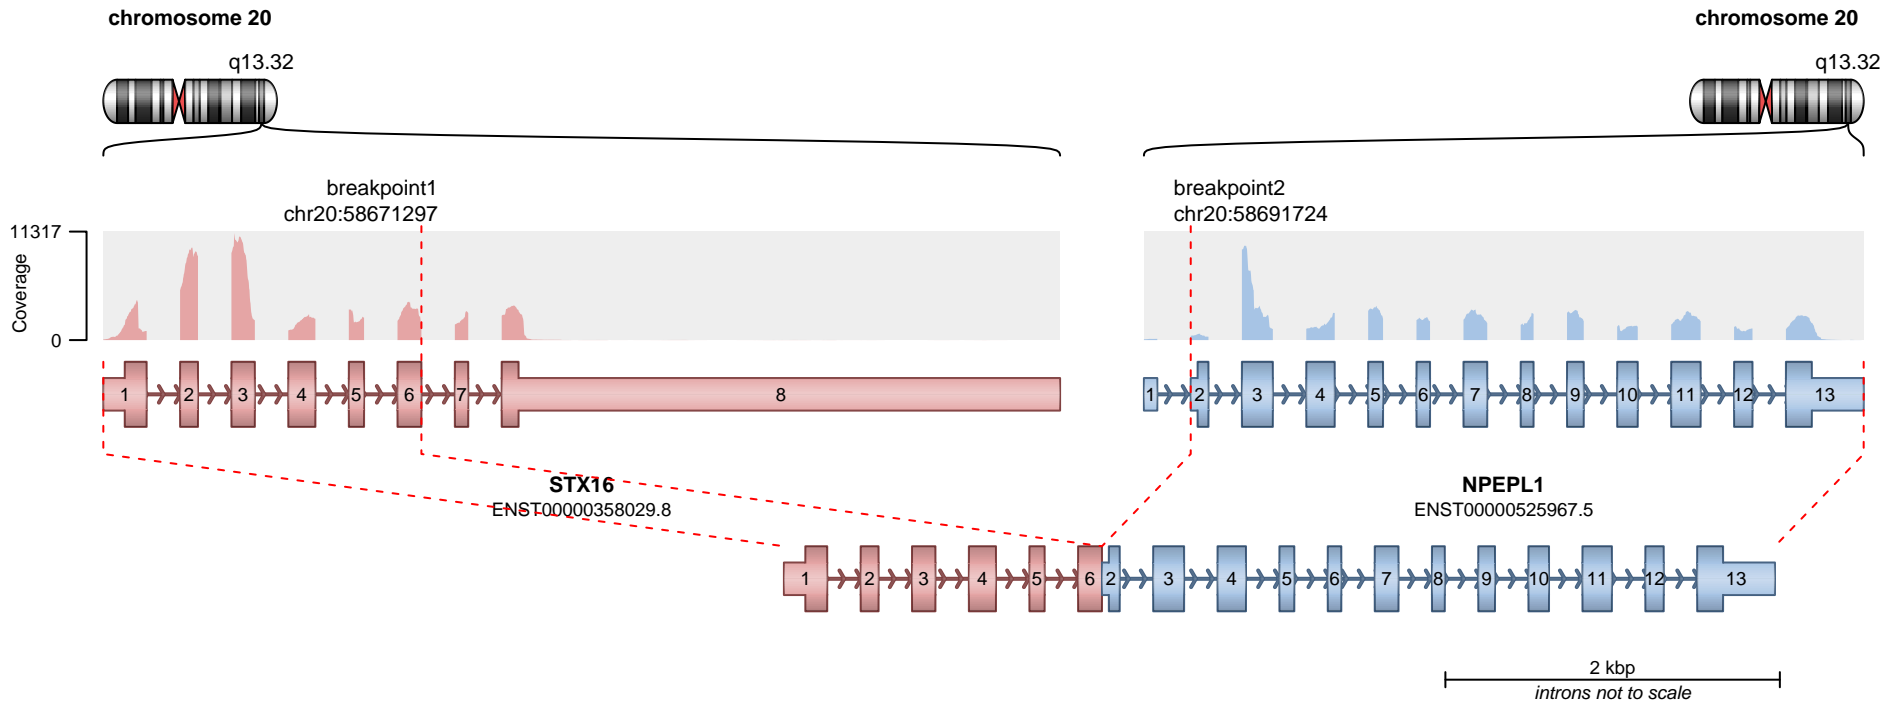 chromosome 20
chromosome 20
q13.32
q13.32
breakpoint1
chr20:58671297
breakpoint2
chr20:58691724
11317
Coverage
0
1 2 3 4 5 6 7 8
1 2 3 4 5 6 7 8 9 10 11 12 13
STX16
ENST00000358029.8
NPEPL1
ENST00000525967.5
1 2 3 4 5 6 2 3 4 5 6 7 8 9 10 11 12 13
2 kbp
introns not to scale